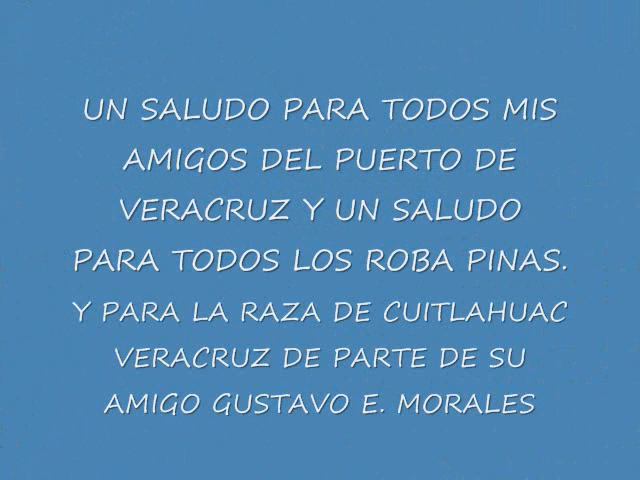 UN SALUDO PARA TODOS MIS
AMIGOS DEL PUERTO DE
VERACRUZ Y UN SALUDO
PARA TODOS LOS ROBA PINAS.
Y PARA LA RAZA DE CUITLAHUAC
VERACRUZ DE PARTE DE SU
AMIGO GUSTAVO E. MORALES